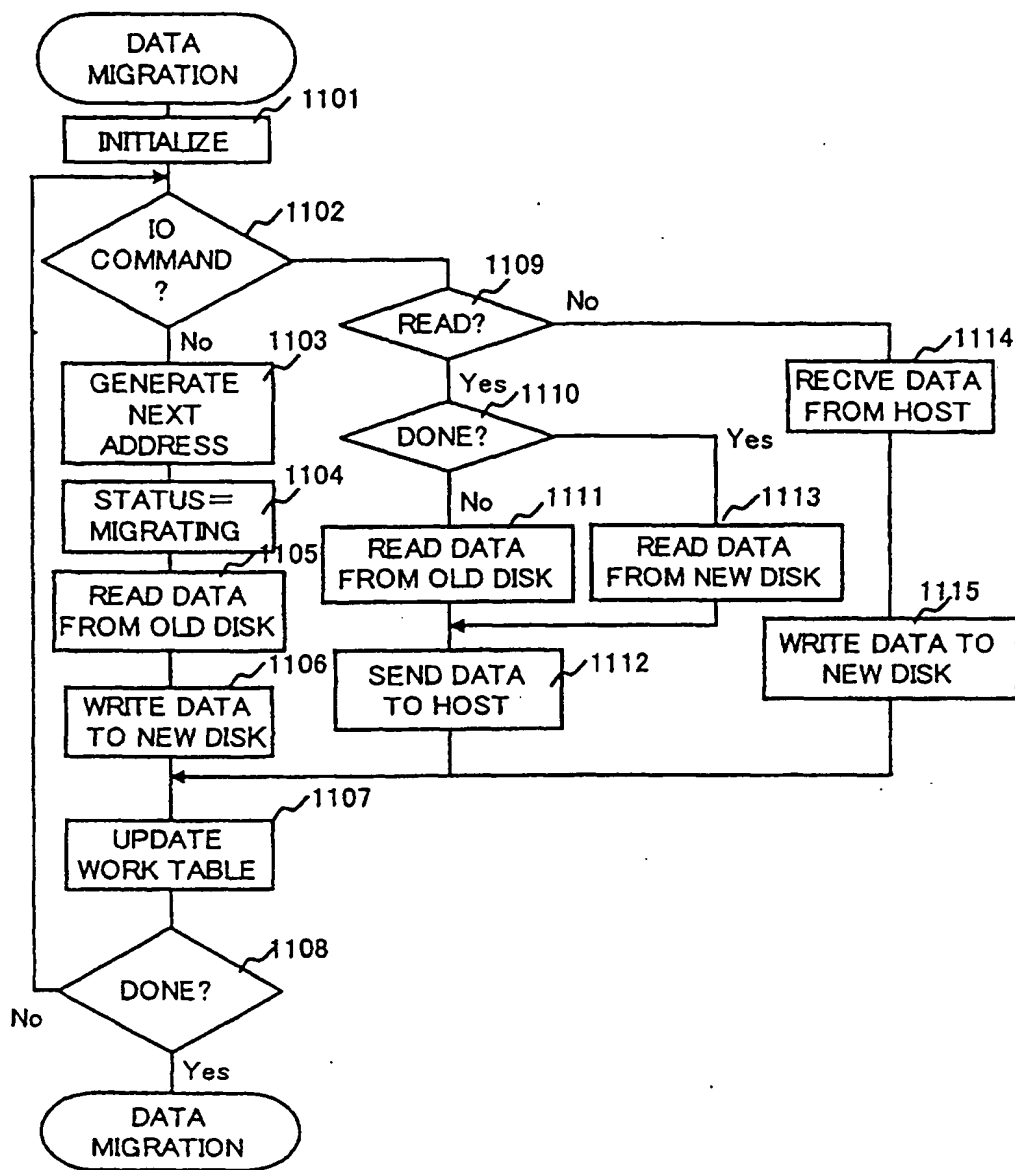 DATA
MIGRATION
1101
INITIALIZE
1102
IO
COMMAND
?
No
1103
GENERATE
NEXT
ADDRESS
1104
STATUS=
MIGRATING
1105
READ DATA
FROM OLD DISK
1106
WRITE DATA
TO NEW DISK
1107
UPDATE
WORK TABLE
1108
DONE?
No
Yes
DATA
MIGRATION
1109
READ?
No
Yes
1110
DONE?
Yes
No
1111
READ DATA
FROM OLD DISK
1113
READ DATA
FROM NEW DISK
1112
SEND DATA
TO HOST
1114
RECIVE DATA
FROM HOST
1115
WRITE DATA TO
NEW DISK